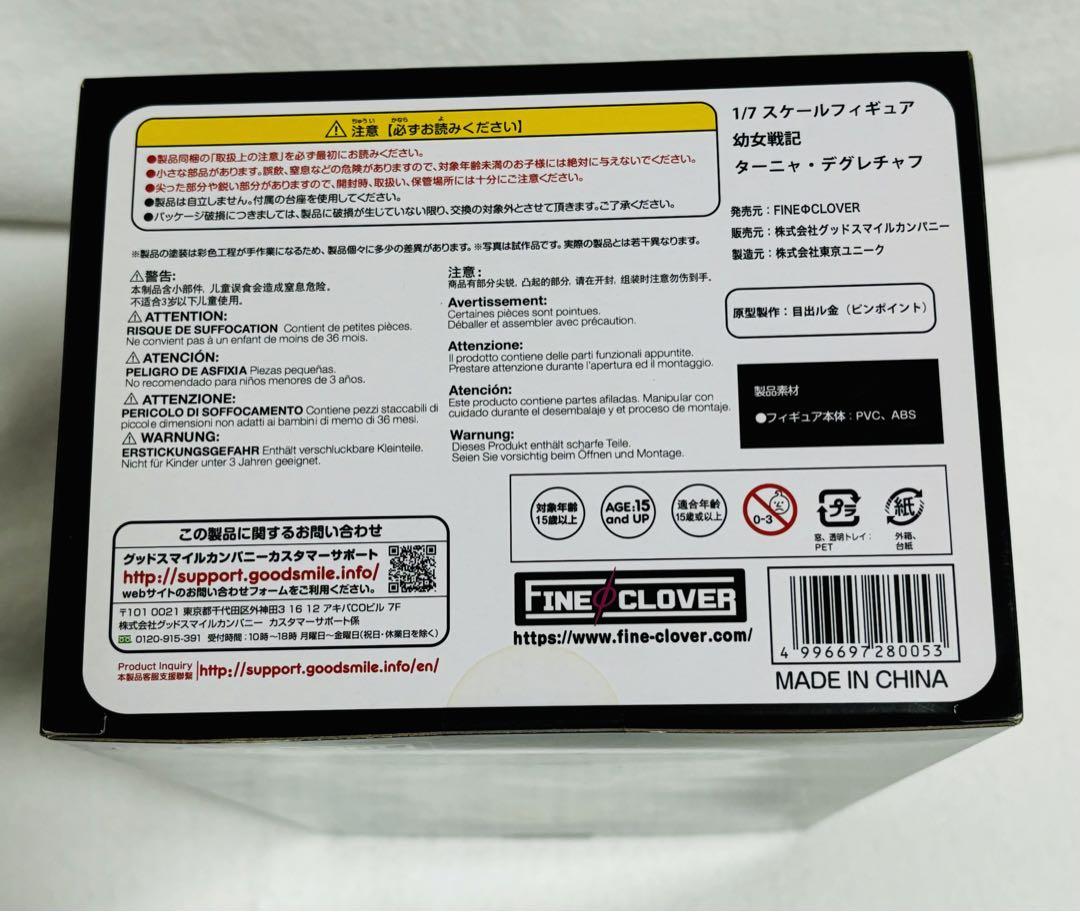 ⚠注意【必ずお読みください】
ちゅうい かなら よ
●製品同梱の「取扱上の注意」を必ず最初にお読みください。
●小さな部品があります。誤飲、窒息などの危険がありますので、対象年齢未満のお子様には絶対に与えないでください。
●尖った部分や鋭い部分がありますので、開封時、取扱い、保管場所には十分にご注意ください。
●製品は自立しません。付属の台座を使用してください。
●パッケージ破損につきましては、製品に破損が生じていない限り、交換の対象外とさせて頂きます。ご了承ください。
※製品の塗装は彩色工程が手作業になるため、製品個々に多少の差異があります。※写真は試作品です。実際の製品とは若干異なります。
⚠警告:
本制品含小部件, 儿童误食会造成窒息危险。
不适合3岁以下儿童使用。
⚠ ATTENTION:
RISQUE DE SUFFOCATION Contient de petites pièces.
Ne convient pas à un enfant de moins de 36 mois.
⚠ ATENCIÓN:
PELIGRO DE ASFIXIA Piezas pequeñas.
No recomendado para niños menores de 3 años.
⚠ ATTENZIONE:
PERICOLO DI SOFFOCAMENTO Contiene pezzi staccabili di
piccole dimensioni non adatti ai bambini di memo di 36 mesi.
⚠ WARNUNG:
ERSTICKUNGSGEFAHR Enthält verschluckbare Kleinteile.
Nicht für Kinder unter 3 Jahren geeignet.
注意:
商品有部分尖锐, 凸起的部分, 请在开封, 组装时注意勿伤到手.
Avertissement:
Certaines pièces sont pointues.
Déballer et assembler avec précaution.
Attenzione:
Il prodotto contiene delle parti funzionali appuntite.
Prestare attenzione durante l'apertura ed il montaggio.
Atención:
Este producto contiene partes afiladas. Manipular con
cuidado durante el desembalaje y et proceso de montaje.
Warnung:
Dieses Produkt enthält scharfe Teile.
Seien Sie vorsichtig beim Öffnen und Montage.
1/7 スケールフィギュア
幼女戦記
ターニャ・デグレチャフ
発売元：FINEΦCLOVER
販売元：株式会社グッドスマイルカンパニー
製造元：株式会社東京ユニーク
原型製作：目出ル金（ピンポイント）
製品素材
●フィギュア本体：PVC、ABS
対象年齢
15歳以上
AGE:15
and UP
適合年齢
15歳或以上
0-3
プラ
窓、透明トレイ：
PET
紙
外箱、
台紙
この製品に関するお問い合わせ
グッドスマイルカンパニーカスタマーサポート
http://support.goodsmile.info/
webサイトのお問い合わせフォームをご利用ください。
〒101 0021 東京都千代田区外神田3 16 12 アキバCOビル 7F
株式会社グッドスマイルカンパニー カスタマーサポート係
0120-915-391 受付時間：10時～18時 月曜日～金曜日(祝日・休業日を除く)
Product Inquiry
本製品客服支援聯繫
http://support.goodsmile.info/en/
FINEΦCLOVER
https://www.fine-clover.com/
4 996697 280053
MADE IN CHINA